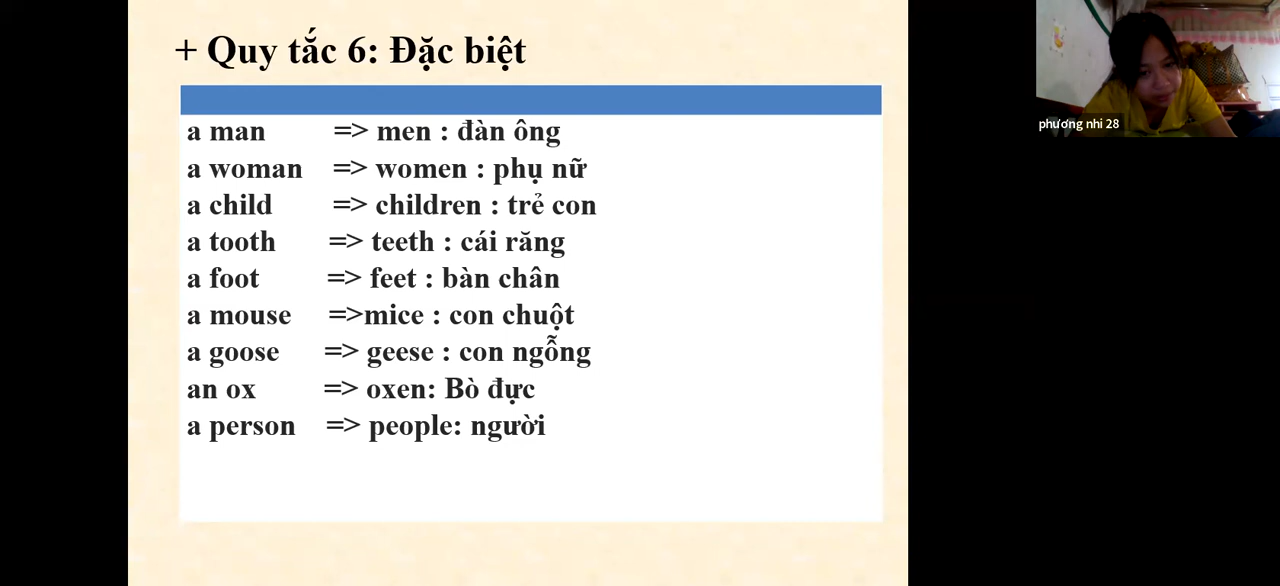 + Quy tắc 6: Đặc biệt
a man => men : đàn ông
a woman => women : phụ nữ
a child => children : trẻ con
a tooth => teeth : cái răng
a foot => feet : bàn chân
a mouse =>mice : con chuột
a goose => geese : con ngỗng
an ox => oxen: Bò đực
a person => people: người
phương nhi 28